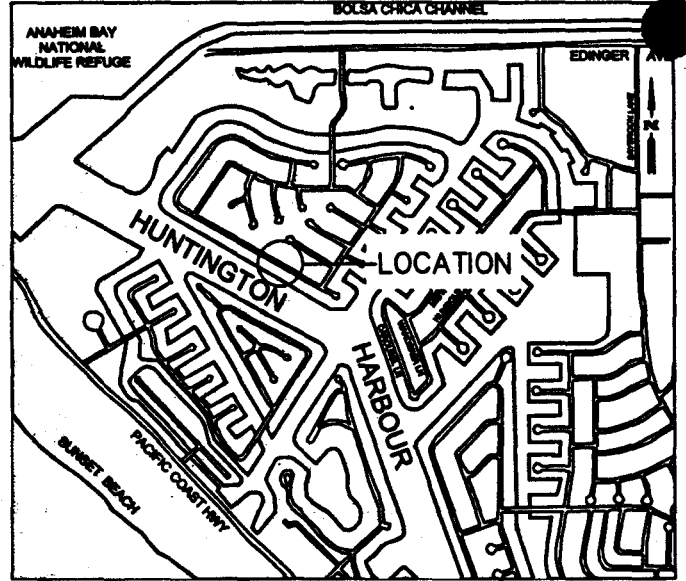 BOLSA CHICA CHANNEL
ANAHEIM BAY
NATIONAL
WILDLIFE REFUGE
EDINGER AVE
N
HUNTINGTON
LOCATION
HARBOUR
SUNSET BEACH
PACIFIC COAST HWY